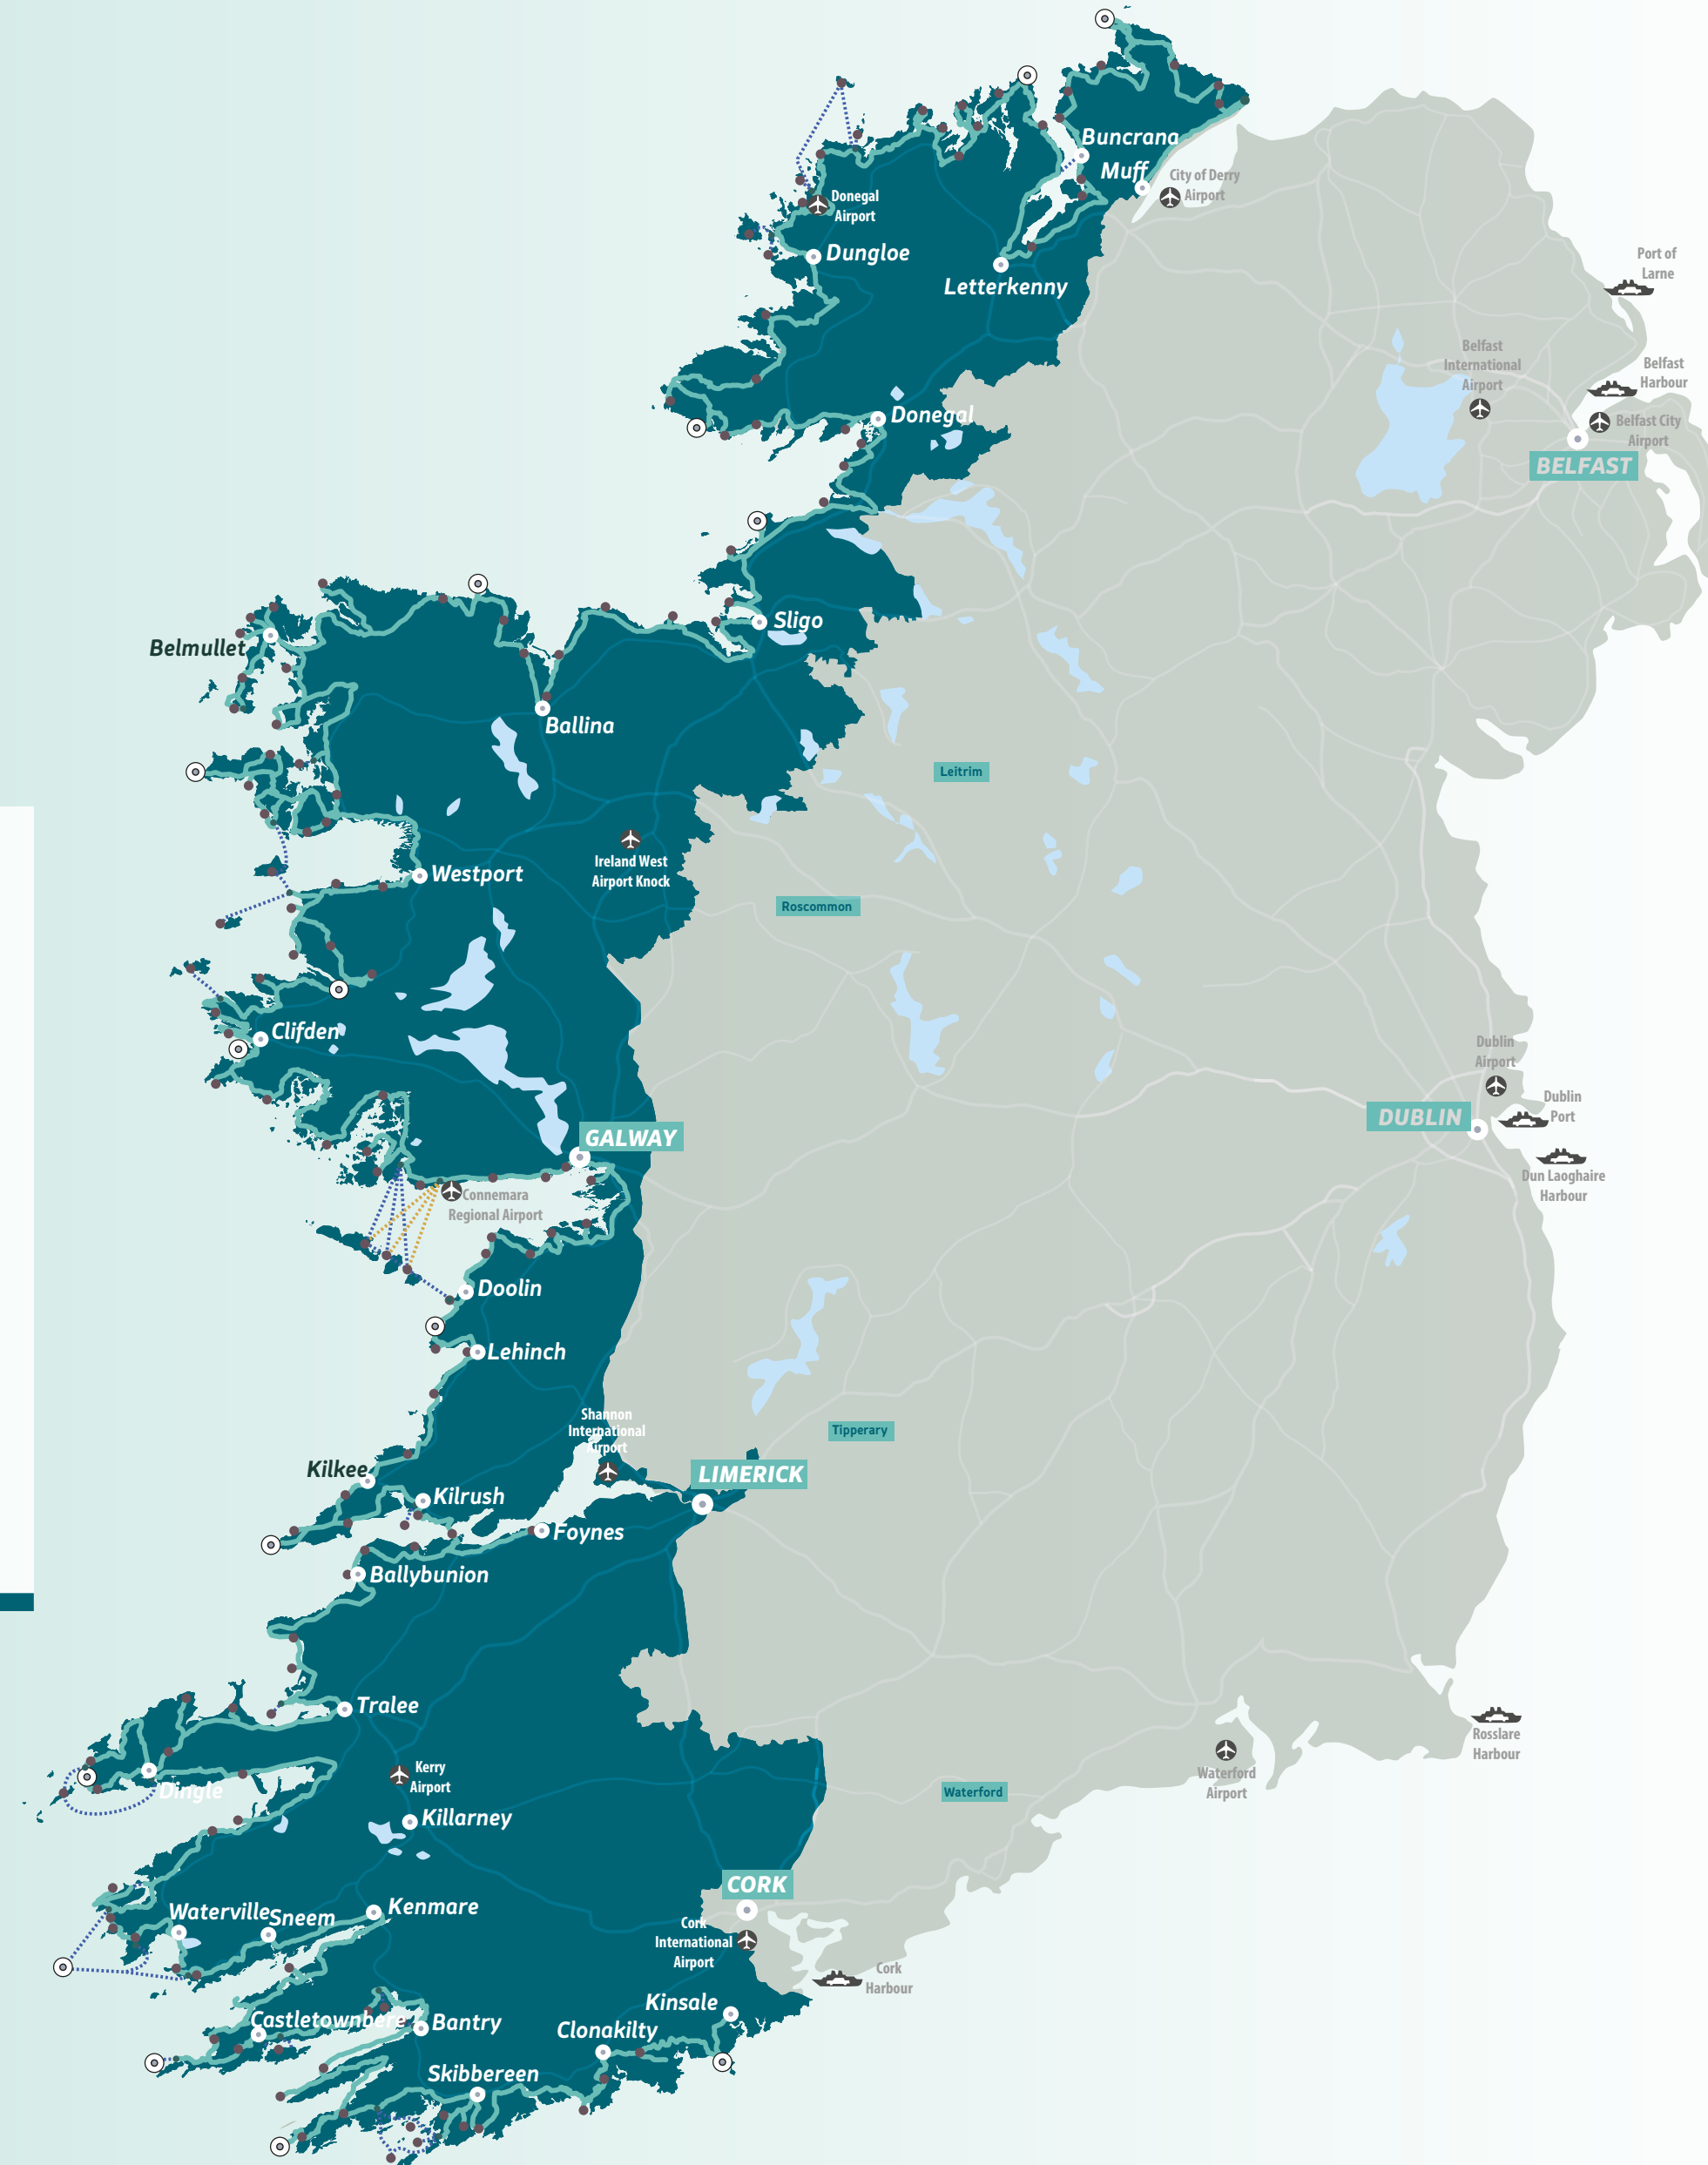 Buncrana
Muff
City of Derry
Airport
Donegal
Airport
Dungloe
Letterkenny
Port of
Larne
Belfast
International
Airport
Belfast
Harbour
Belfast City
Airport
BELFAST
Donegal
Sligo
Belmullet
Ballina
Leitrim
Ireland West
Airport Knock
Westport
Roscommon
Clifden
Dublin
Airport
Dublin
Port
DUBLIN
Dun Laoghaire
Harbour
GALWAY
Connemara
Regional Airport
Doolin
Lehinch
Shannon
International
Airport
Tipperary
Kilkee
LIMERICK
Kilrush
Foynes
Ballybunion
Tralee
Rosslare
Harbour
Waterford
Airport
Kerry
Airport
Dingle
Waterford
Killarney
CORK
Kenmare
Waterville
Sneem
Cork
International
Airport
Cork
Harbour
Kinsale
Castletownbere
Bantry
Clonakilty
Skibbereen